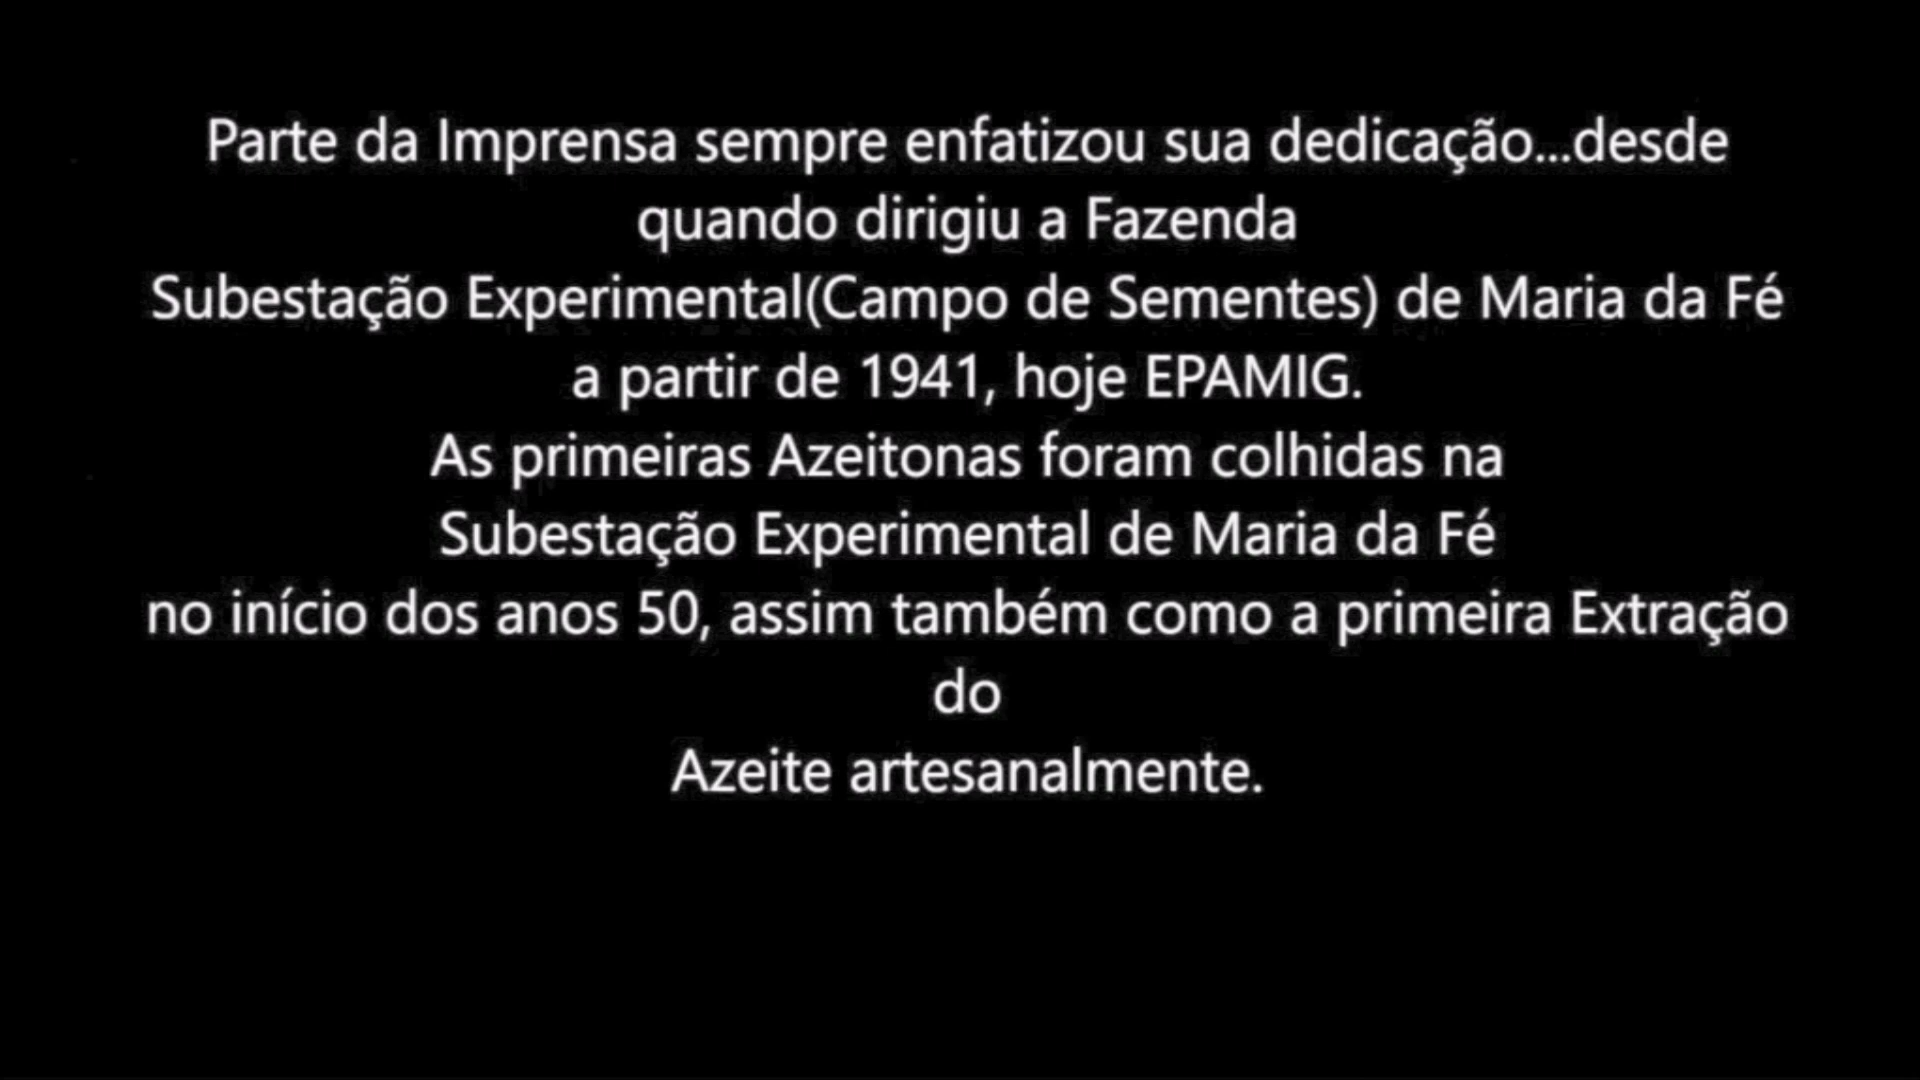 Parte da Imprensa sempre enfatizou sua dedicação...desde
quando dirigiu a Fazenda
Subestação Experimental(Campo de Sementes) de Maria da Fé
a partir de 1941, hoje EPAMIG.
As primeiras Azeitonas foram colhidas na
Subestação Experimental de Maria da Fé
no início dos anos 50, assim também como a primeira Extração
do
Azeite artesanalmente.